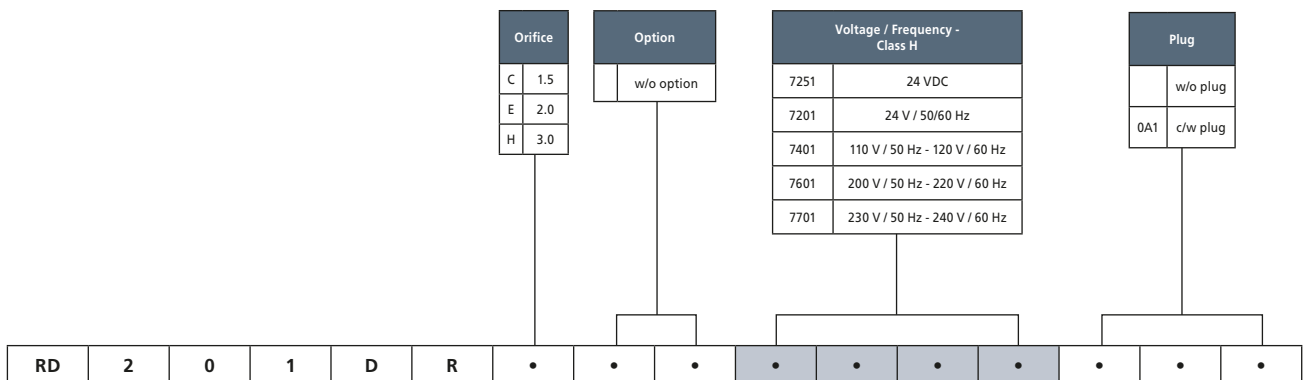 Orifice
C 1.5
E 2.0
H 3.0
Option
w/o option
Voltage / Frequency -
Class H
7251 24 VDC
7201 24 V / 50/60 Hz
7401 110 V / 50 Hz - 120 V / 60 Hz
7601 200 V / 50 Hz - 220 V / 60 Hz
7701 230 V / 50 Hz - 240 V / 60 Hz
Plug
w/o plug
0A1 c/w plug
RD 2 0 1 D R • • • • • • • • • •